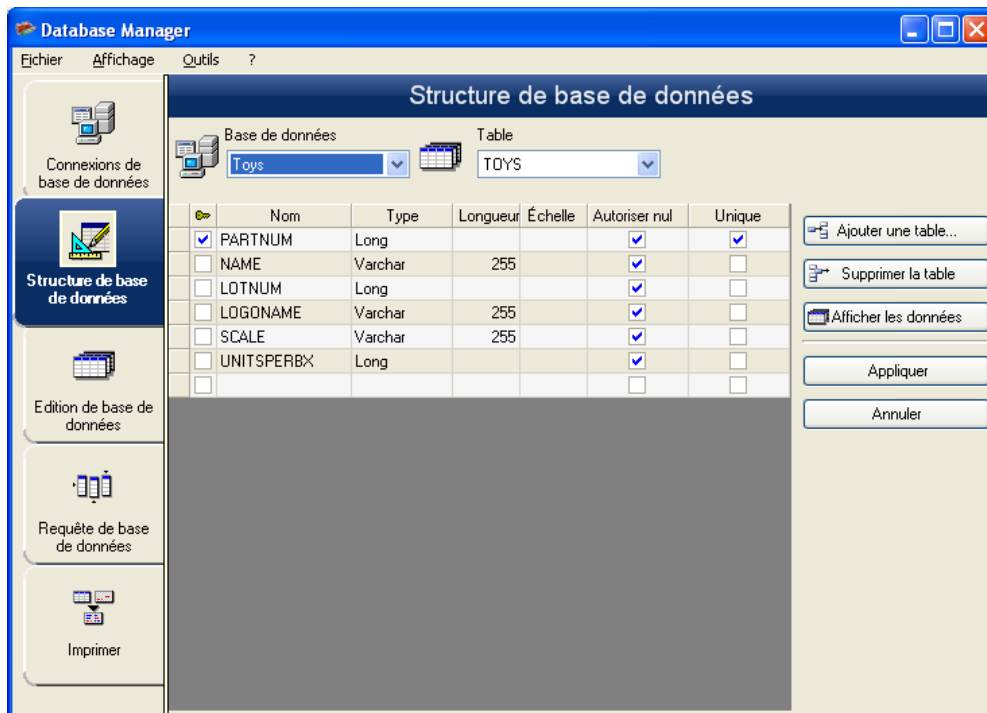 Database Manager
Fichier Affichage Outils ?
Connexions de
base de données
Structure de base
de données
Edition de base de
données
Requête de base
de données
Imprimer
Structure de base de données
Base de données
Toys
Table
TOYS
Nom Type Longueur Échelle Autoriser nul Unique
PARTNUM Long
NAME Varchar 255
LOTNUM Long
LOGONAME Varchar 255
SCALE Varchar 255
UNITSPERBX Long
Ajouter une table...
Supprimer la table
Afficher les données
Appliquer
Annuler